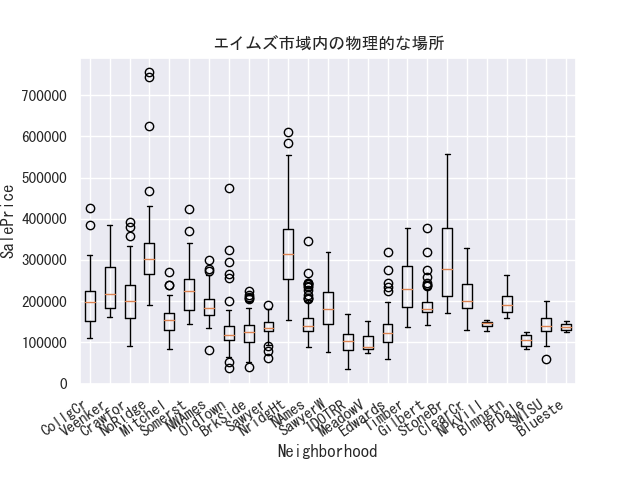 エイムズ市域内の物理的な場所
SalePrice
700000
600000
500000
400000
300000
200000
100000
0
CollgCr
Veenker
Crawfor
NoRidge
Mitchel
Somerst
NWAmes
OldTown
BrkSide
Sawyer
NridgHt
NAmes
SawyerW
IDOTRR
MeadowV
Edwards
Timber
Gilbert
StoneBr
ClearCr
NPkVill
Blmngtn
BrDale
SWISU
Blueste
Neighborhood